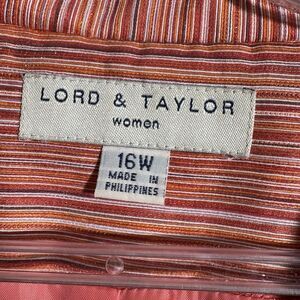 LORD & TAYLOR
women
16W
MADE IN
PHILIPPINES